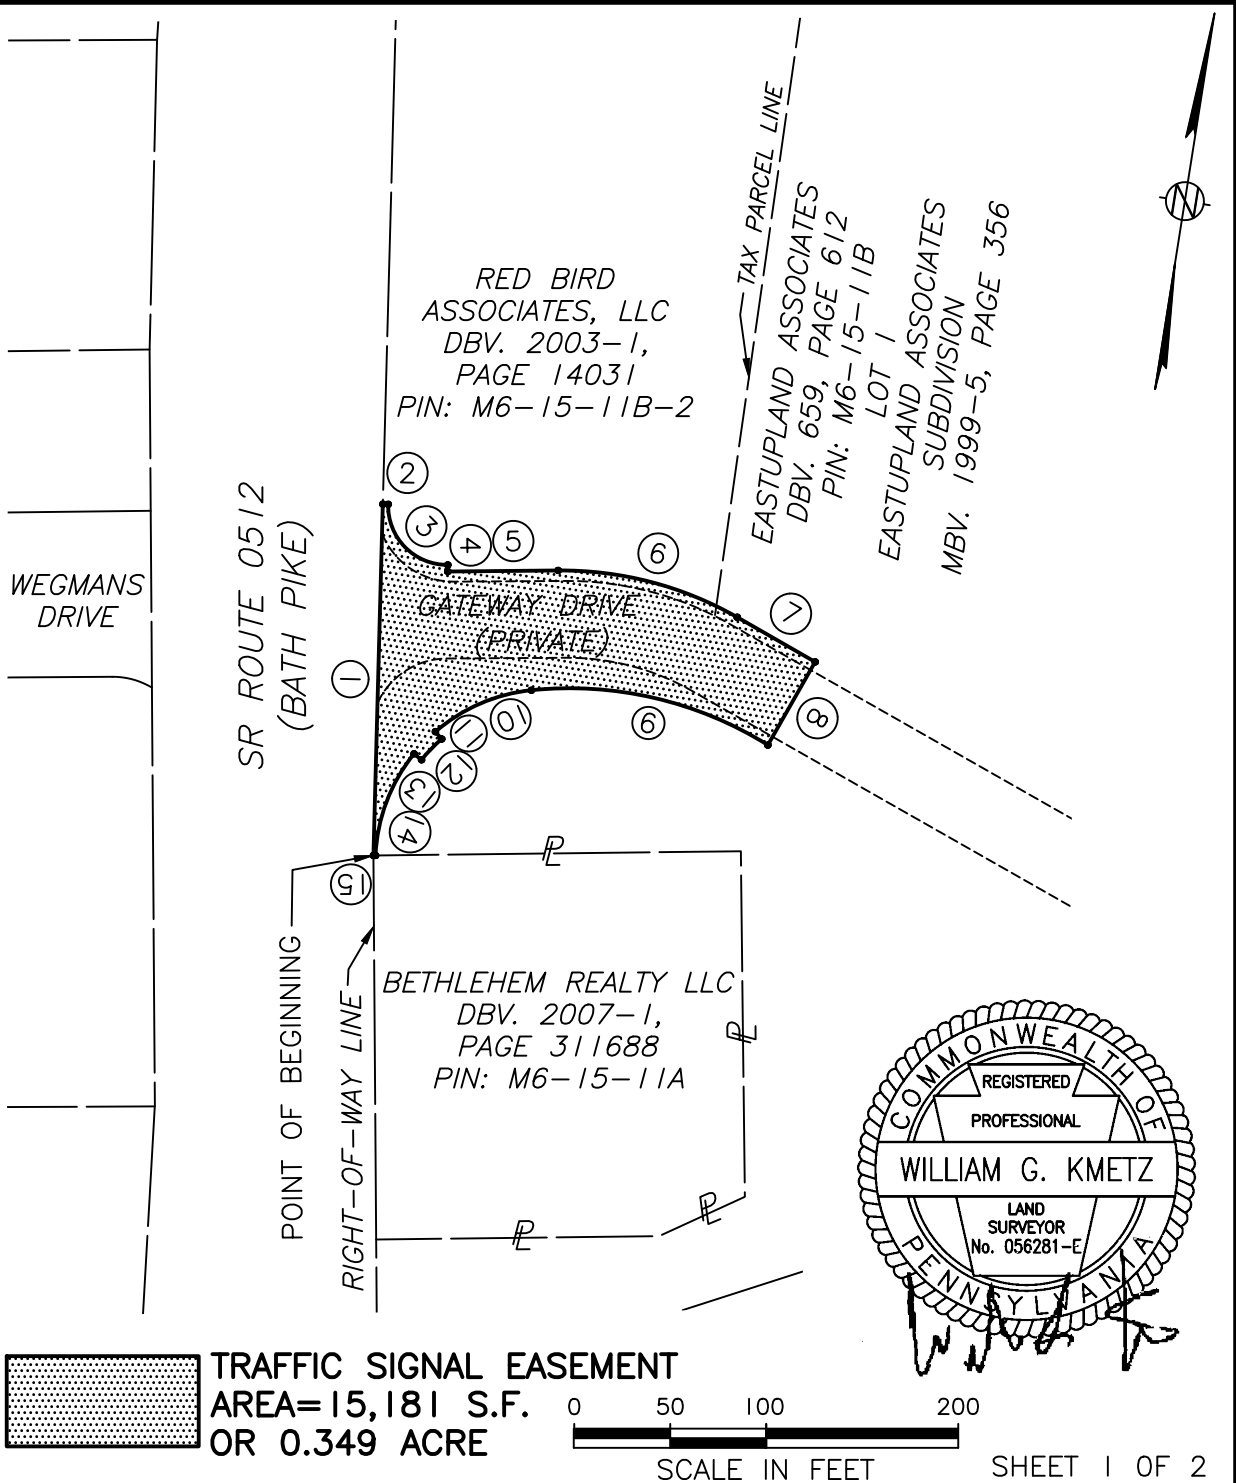 TAX PARCEL LINE
EASTUPLAND ASSOCIATES
DBV. 659, PAGE 612
PIN: M6-15-11B
LOT 1
EASTUPLAND ASSOCIATES
SUBDIVISION
MBV. 1999-5, PAGE 356
N
RED BIRD
ASSOCIATES, LLC
DBV. 2003-1,
PAGE 14031
PIN: M6-15-11B-2
2
3
4
5
6
7
8
WEGMANS
DRIVE
SR ROUTE 0512
(BATH PIKE)
GATEWAY DRIVE
(PRIVATE)
1
9
10
11
12
13
14
15
PL
POINT OF BEGINNING
RIGHT-OF-WAY LINE
BETHLEHEM REALTY LLC
DBV. 2007-1,
PAGE 311688
PIN: M6-15-11A
PL
PL
PL
COMMONWEALTH OF
REGISTERED
PROFESSIONAL
WILLIAM G. KMETZ
LAND
SURVEYOR
No. 056281-E
PENNSYLVANIA
TRAFFIC SIGNAL EASEMENT
AREA=15,181 S.F.
OR 0.349 ACRE
0 50 100 200
SCALE IN FEET
SHEET 1 OF 2